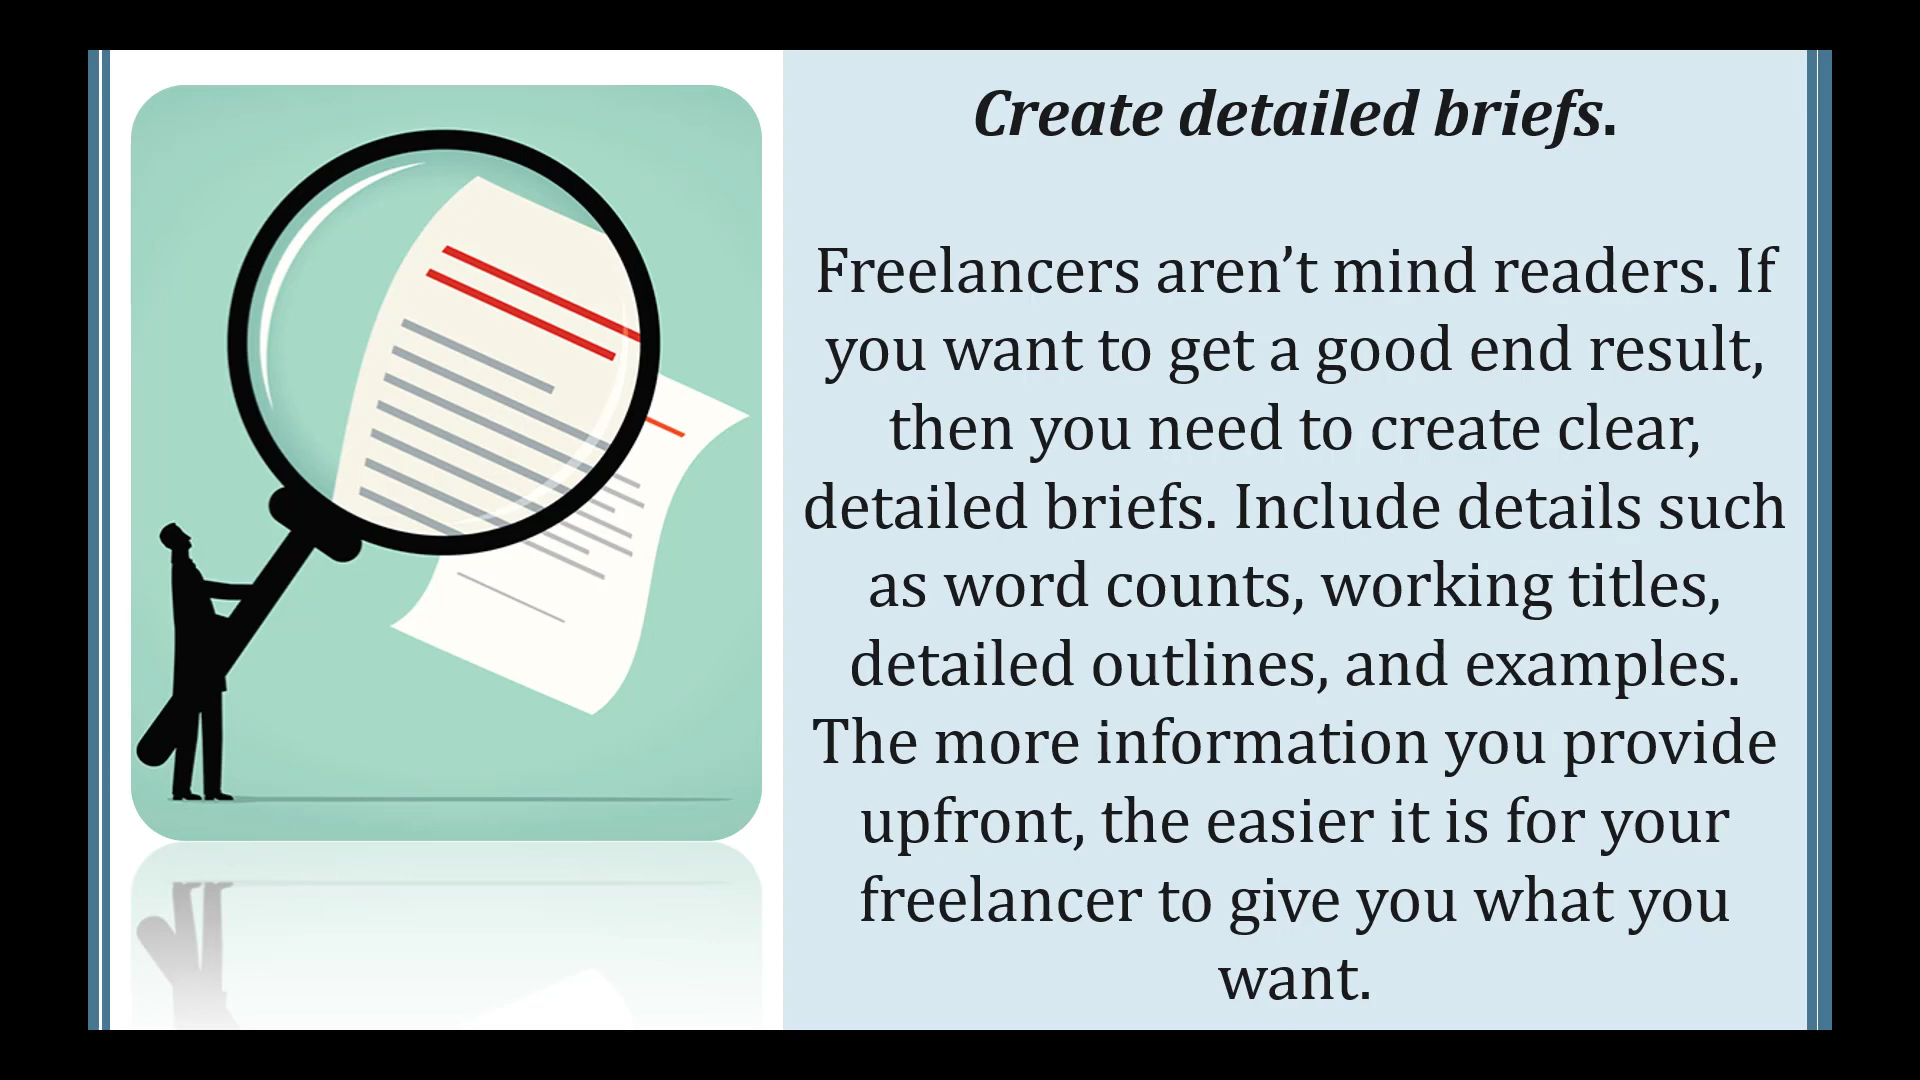 Create detailed briefs.
Freelancers aren’t mind readers. If
you want to get a good end result,
then you need to create clear,
detailed briefs. Include details such
as word counts, working titles,
detailed outlines, and examples.
The more information you provide
upfront, the easier it is for your
freelancer to give you what you
want.